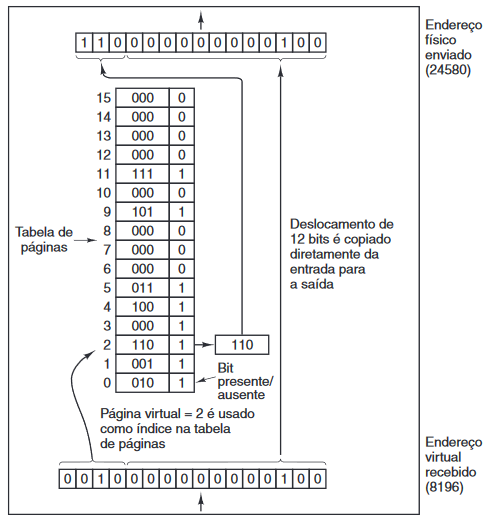 Endereço
físico
enviado
(24580)
1 1 0 0 0 0 0 0 0 0 0 0 1 0 0
15 000 0
14 000 0
13 000 0
12 000 0
11 111 1
10 000 0
9 101 1
8 000 0
7 000 0
6 000 0
5 011 1
4 100 1
3 000 1
2 110 1 110
1 001 1
0 010 1
Tabela de
páginas
Deslocamento de
12 bits é copiado
diretamente da
entrada para
a saída
Bit
presente/
ausente
Página virtual = 2 é usado
como índice na tabela
de páginas
0 0 1 0 0 0 0 0 0 0 0 0 0 1 0 0
Endereço
virtual
recebido
(8196)